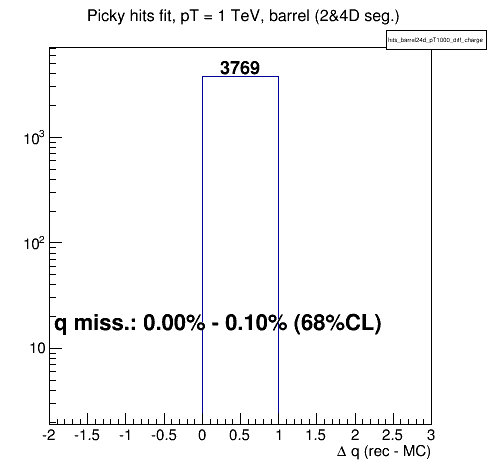 Picky hits fit, pT = 1 TeV, barrel (2&4D seg.)
hits_barrel24d_pT1000_diff_charge
3769
10³
10²
q miss.: 0.00% - 0.10% (68%CL)
10
-2 -1.5 -1 -0.5 0 0.5 1 1.5 2 2.5 3
Δ q (rec - MC)